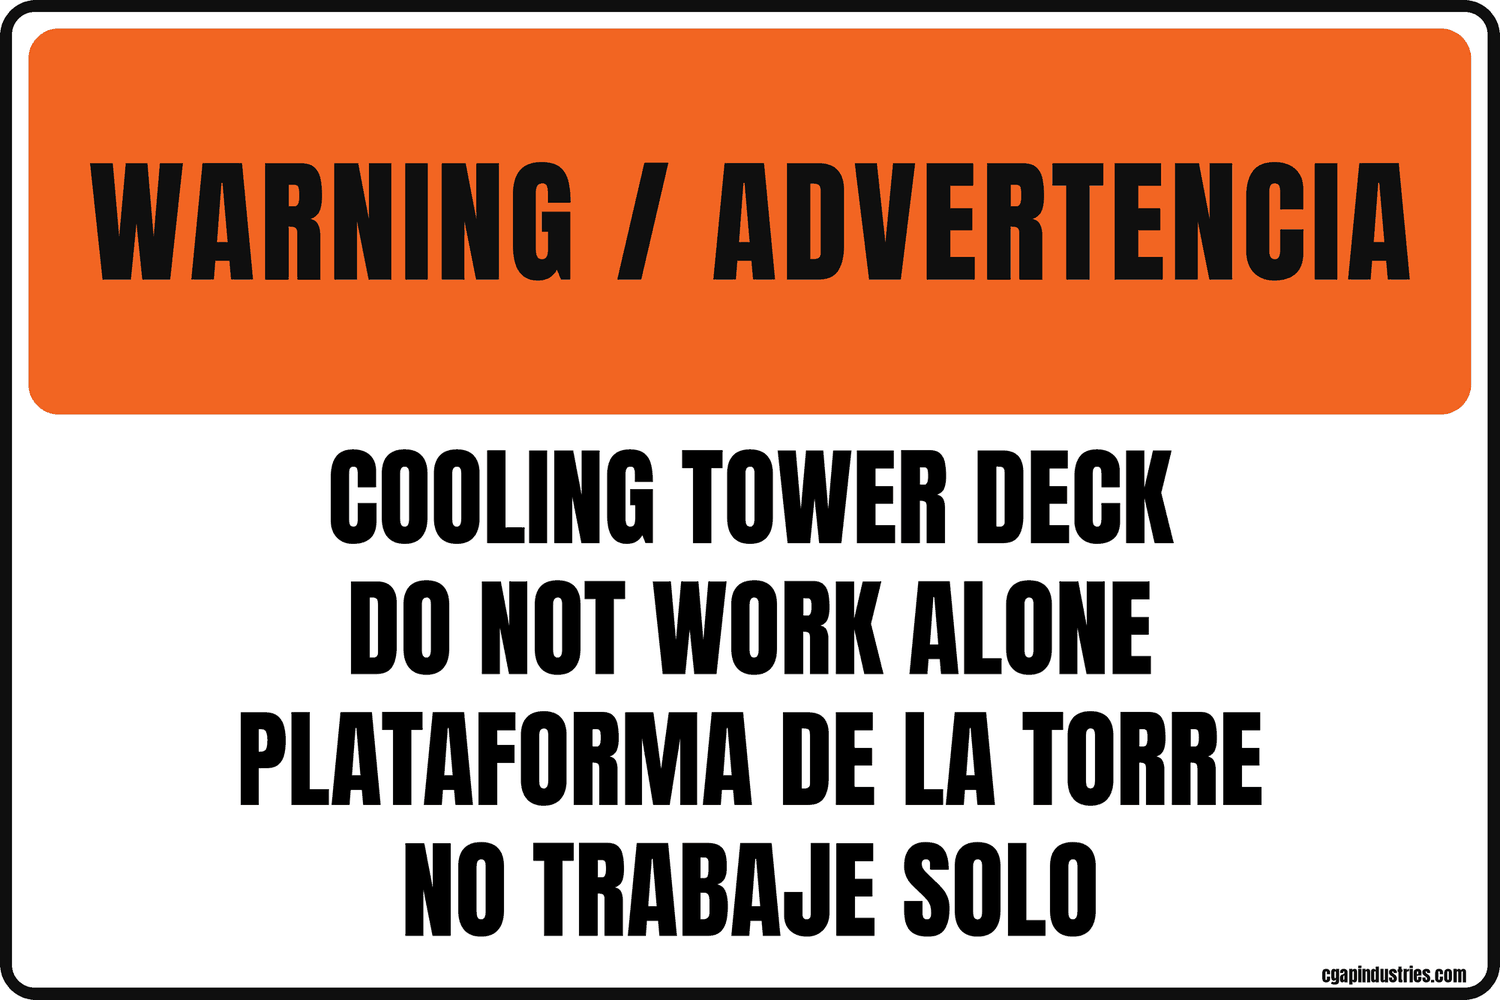 WARNING / ADVERTENCIA
COOLING TOWER DECK
DO NOT WORK ALONE
PLATAFORMA DE LA TORRE
NO TRABAJE SOLO
cgapindustries.com